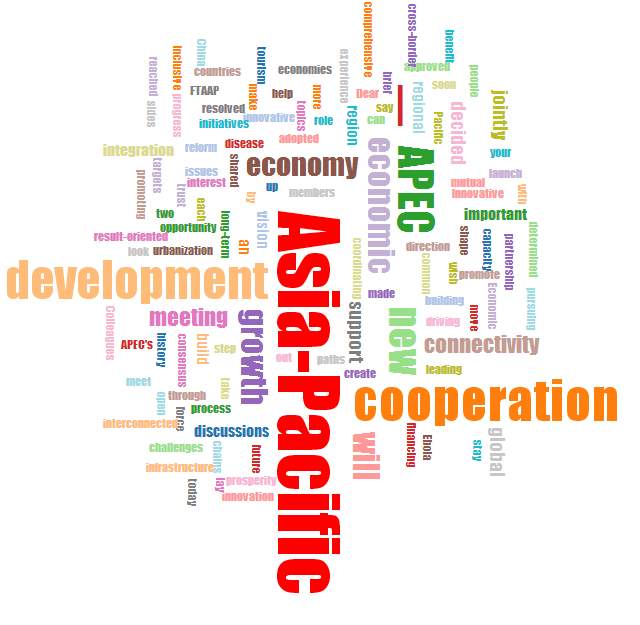 comprehensive
cross-border
benefit
China
tourism
inclusive
reached
countries
economies
experience
brief
approved
people
FTAAP
make
help
more
Dear
regional
soon
sides
progress
resolved
topics
region
say
I
Pacific
decided
jointly
initiatives
innovative
role
can
integration
reform
disease
adopted
economic
APEC
your
targets
shared
economy
issues
launch
promoting
interest
up
members
mutual
Innovative
with
trust
each
by
two
long-term
vision
Asia-Pacific
important
opportunity
result-oriented
an
coordinating
direction
shape
capacity
partnership
determined
look
urbanization
common
wish
promote
development
made
building
Economic
pursuing
Colleagues
meeting
growth
support
new
driving
move
APEC's
history
consensus
build
step
out
paths
connectivity
meet
take
create
leading
open
through
cooperation
force
process
interconnected
discussions
will
financing
Ebola
stay
global
challenges
chains
future
infrastructure
today
lay
prosperity
innovation